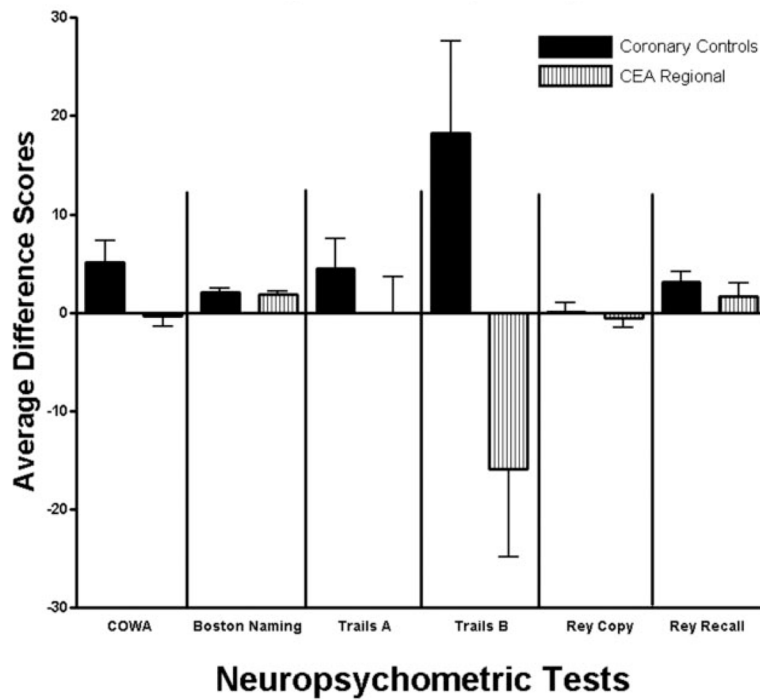 30
20
10
0
-10
-20
-30
Average Difference Scores
Coronary Controls
CEA Regional
COWA
Boston Naming
Trails A
Trails B
Rey Copy
Rey Recall
Neuropsychometric Tests